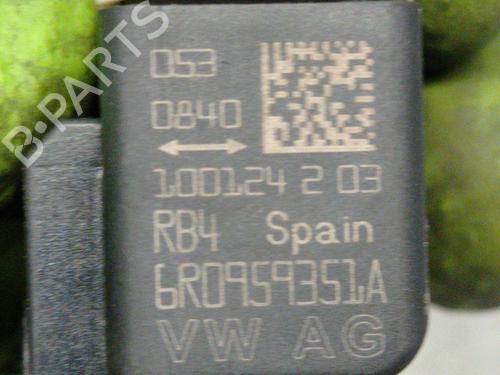 B-PARTS
053
0840
100124 2 03
RB4 Spain
6R0959351A
VW AG